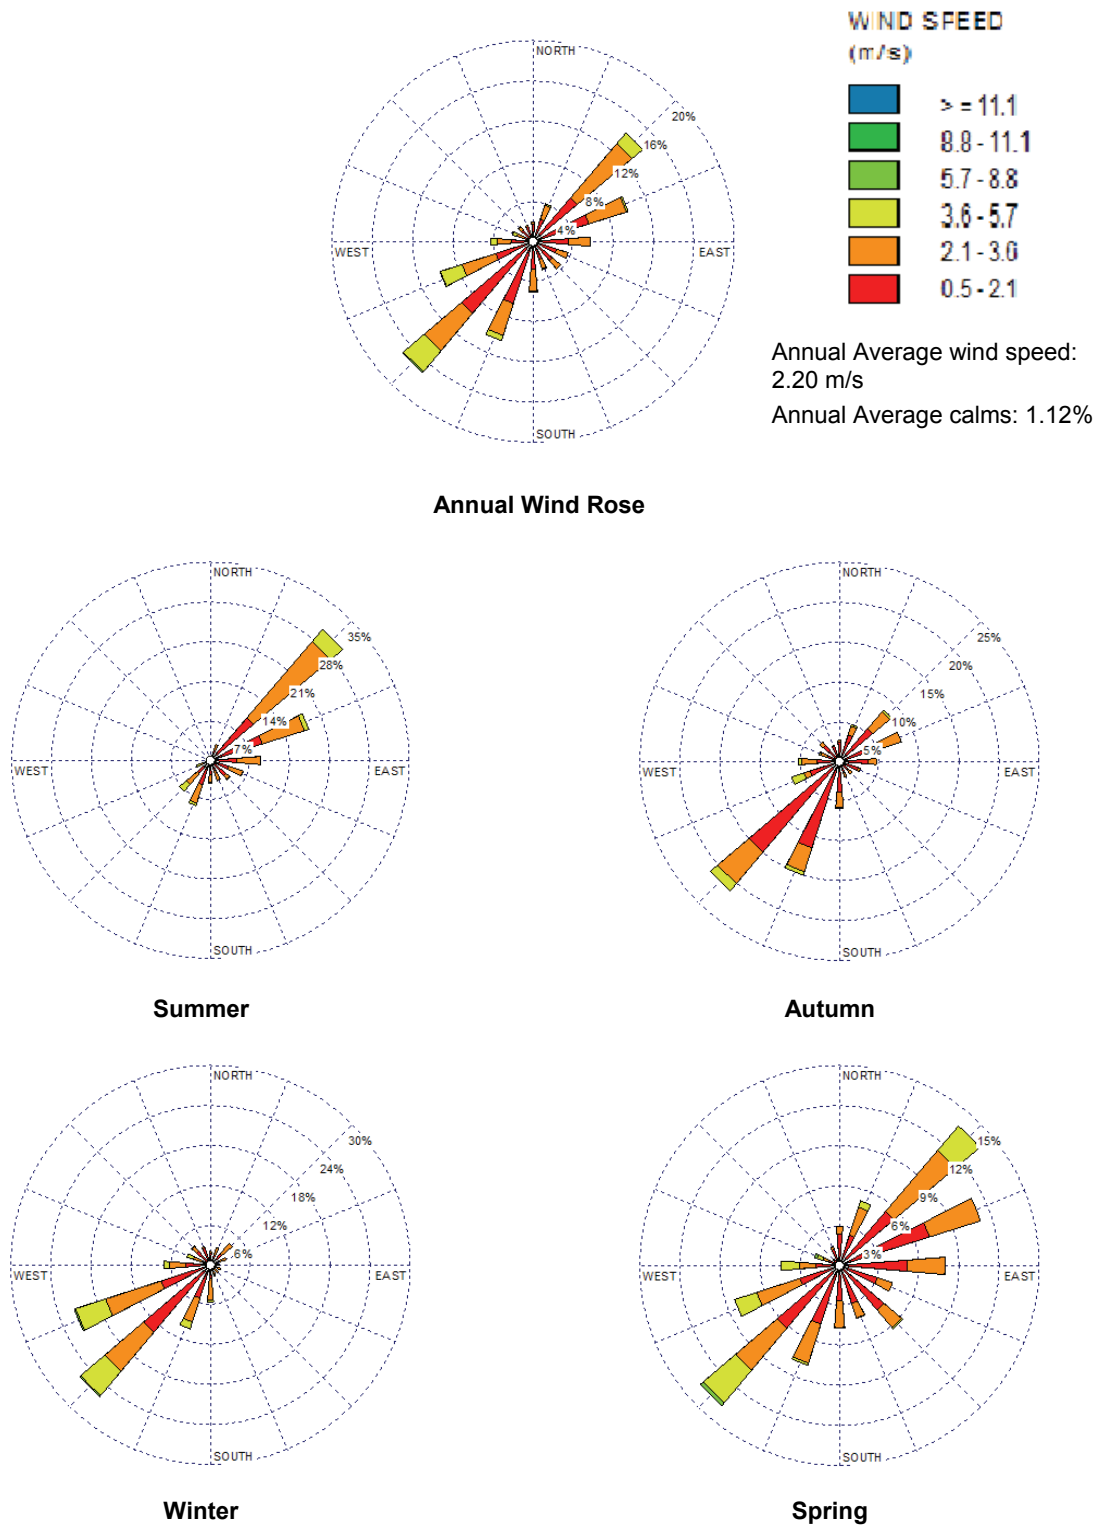 WIND SPEED
(m/s)
> = 11.1
8.8 - 11.1
5.7 - 8.8
3.6 - 5.7
2.1 - 3.6
0.5 - 2.1
Annual Average wind speed:
2.20 m/s
Annual Average calms: 1.12%
NORTH
20%
16%
12%
8%
4%
WEST
EAST
SOUTH
Annual Wind Rose
NORTH
35%
28%
21%
14%
7%
WEST
EAST
SOUTH
Summer
NORTH
25%
20%
15%
10%
5%
WEST
EAST
SOUTH
Autumn
NORTH
30%
24%
18%
12%
6%
WEST
EAST
SOUTH
Winter
NORTH
15%
12%
9%
6%
3%
WEST
EAST
SOUTH
Spring